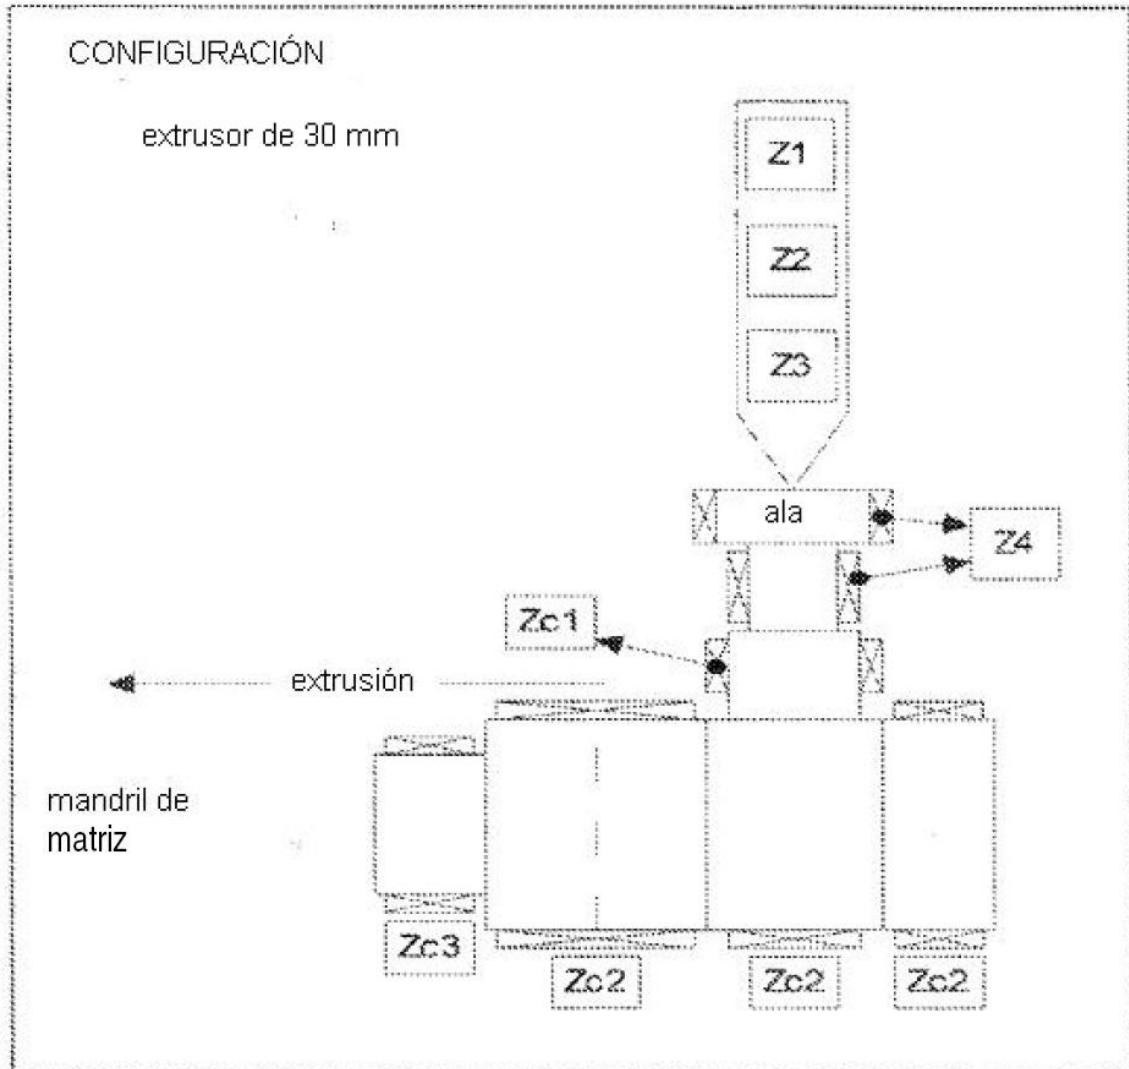 CONFIGURACIÓN
extrusor de 30 mm
Z1
Z2
Z3
ala
Z4
Zc1
extrusión
mandril de
matriz
Zc3
Zc2
Zc2
Zc2